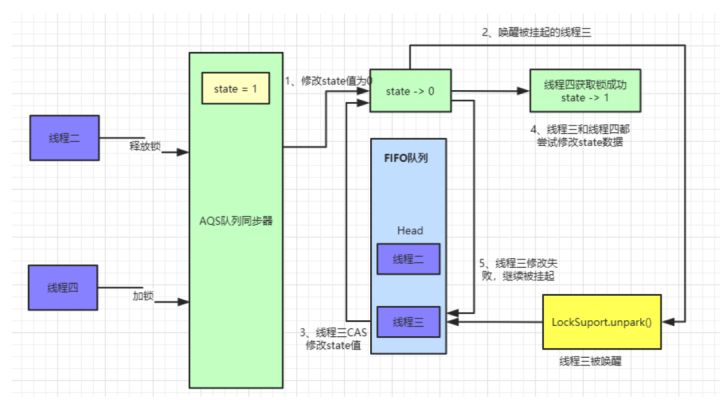 2、唤醒被挂起的线程三
state = 1
1、修改state值为0
state -> 0
线程四获取锁成功
state -> 1
线程二
释放锁
4、线程三和线程四都
尝试修改state数据
FIFO队列
AQS队列同步器
Head
线程二
5、线程三修改失
败，继续被挂起
线程四
加锁
线程三
3、线程三CAS
修改state值
LockSuport.unpark()
线程三被唤醒